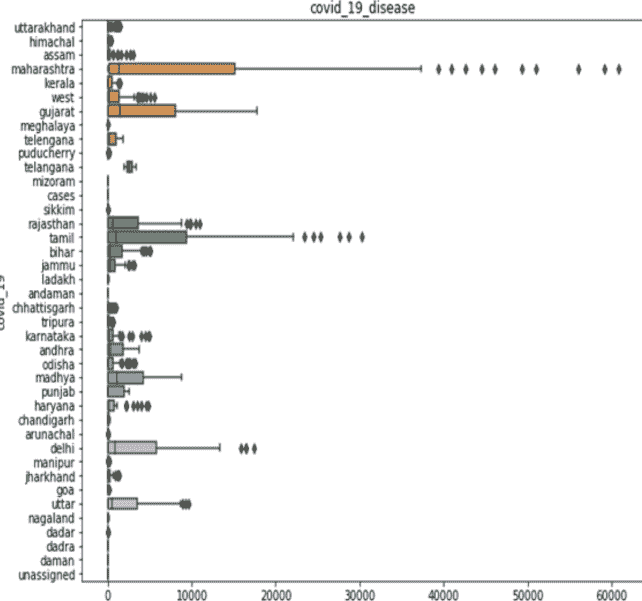 covid_19_disease
uttarakhand
himachal
assam
maharashtra
kerala
west
gujarat
meghalaya
telengana
puducherry
telangana
mizoram
cases
sikkim
rajasthan
tamil
bihar
jammu
ladakh
andaman
chhattisgarh
tripura
karnataka
andhra
odisha
madhya
punjab
haryana
chandigarh
arunachal
delhi
manipur
jharkhand
goa
uttar
nagaland
dadar
dadra
daman
unassigned
0 10000 20000 30000 40000 50000 60000